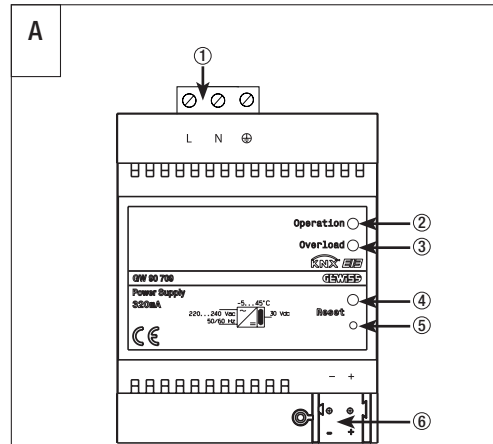 A
①
L N
Operation ②
Overload ③
KNX EIB
GW 90 709 GEWISS
Power Supply
320mA
-5...45°C
220...240 Vac
50/60 Hz
30 Vdc
Reset
④
⑤
CE
- +
⑥
- +